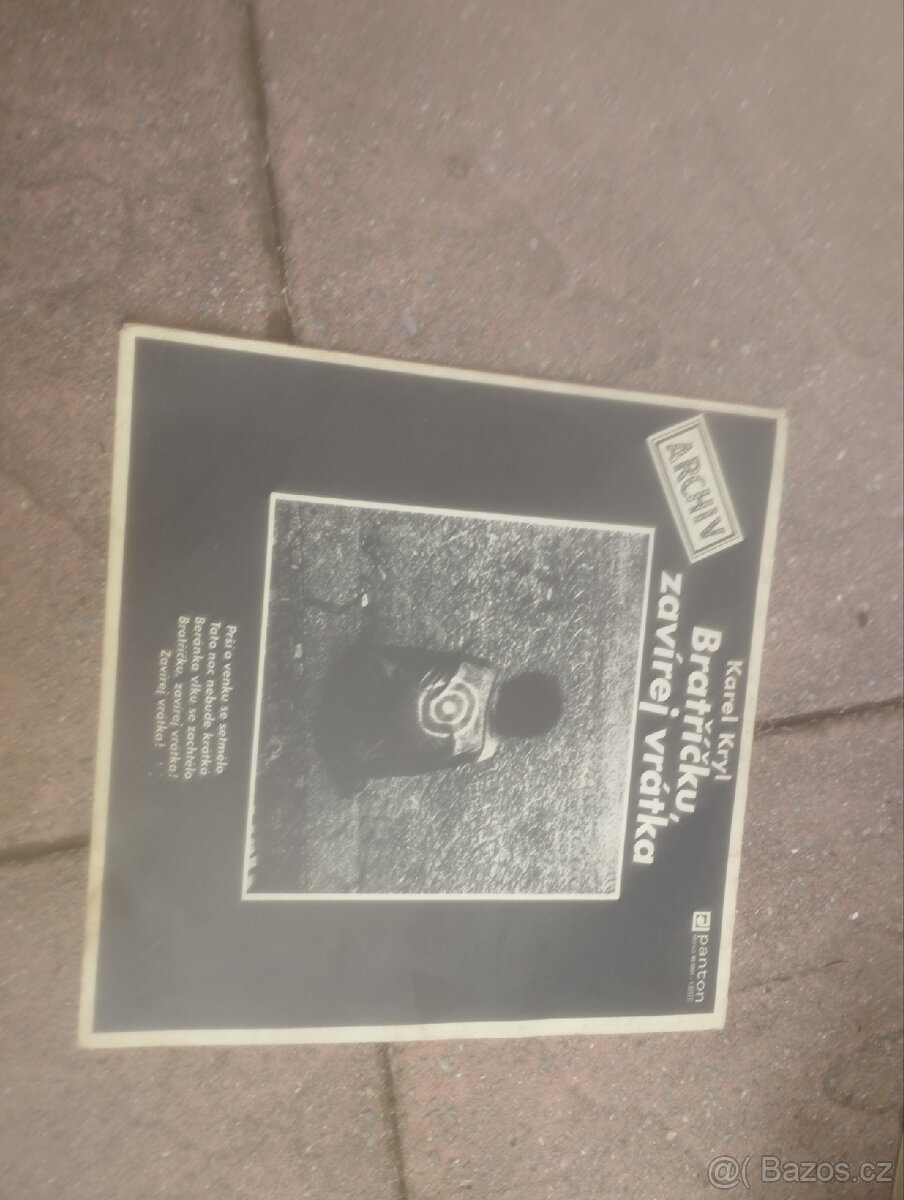 ARCHIV
Karel Kryl
Bratříčku,
zavírej vrátka
panton
Prší a venku se setmělo
Tato noc nebude krátká
Beránka vlku se zachtělo
Bratříčku, zavírej vrátka!
Zavírej vrátka!
@( Bazos.cz